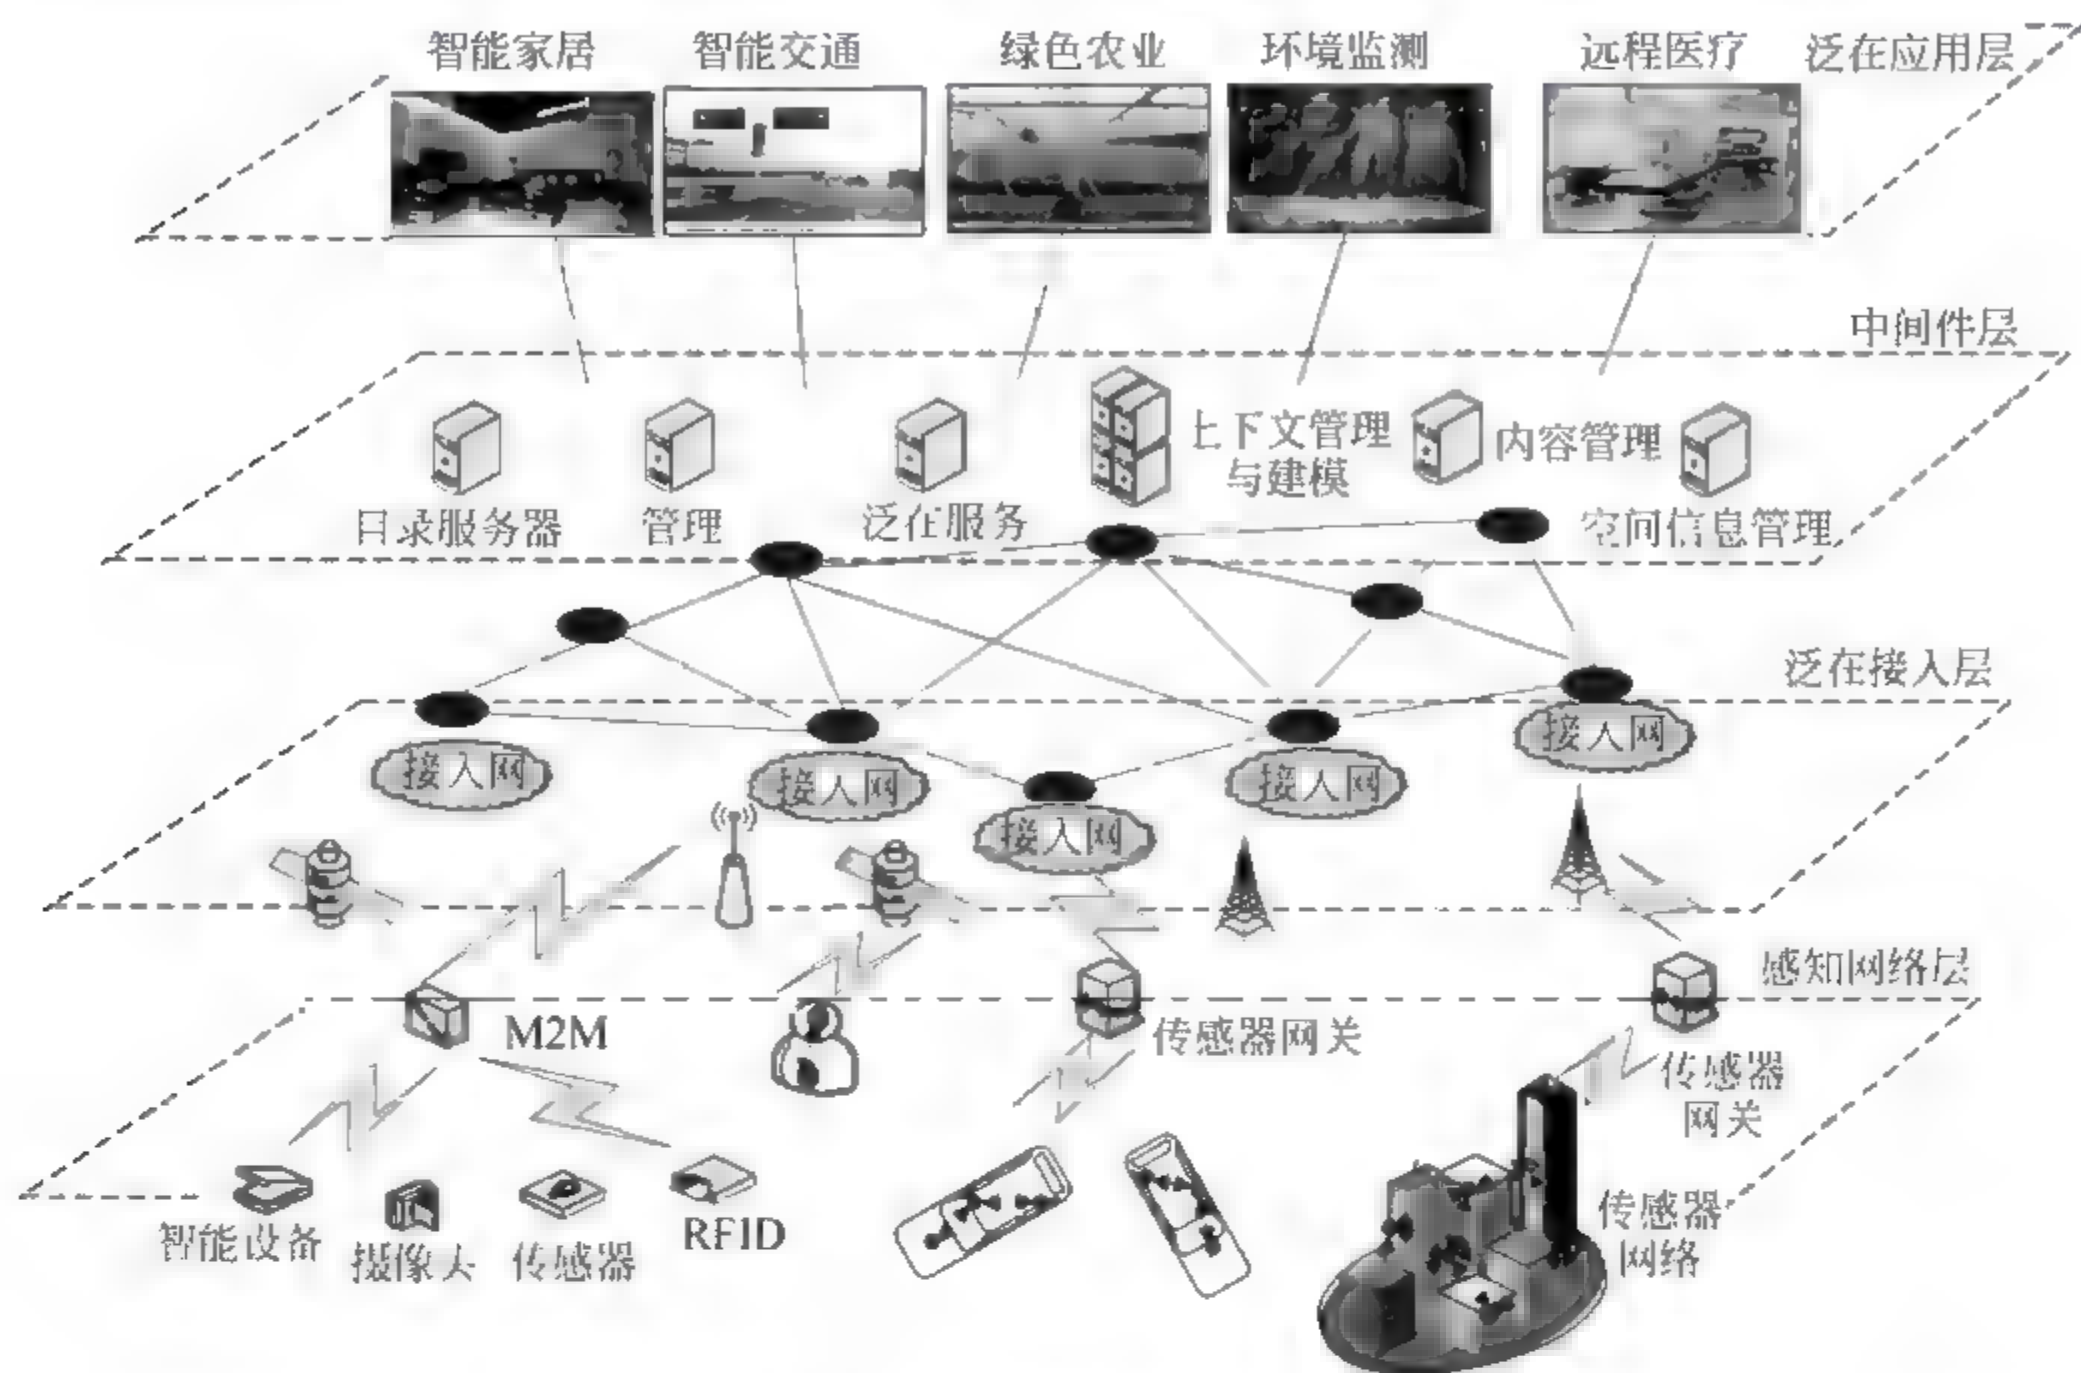 智能家居 智能交通 绿色农业 环境监测 远程医疗 泛在应用层
中间件层
上下文管理
与建模
内容管理
目录服务器 管理 泛在服务 空间信息管理
泛在接入层
接入网
接入网
接入网
接入网
接入网
感知网络层
M2M
传感器网关
传感器
网关
智能设备
摄像头
传感器
RFID
传感器
网络